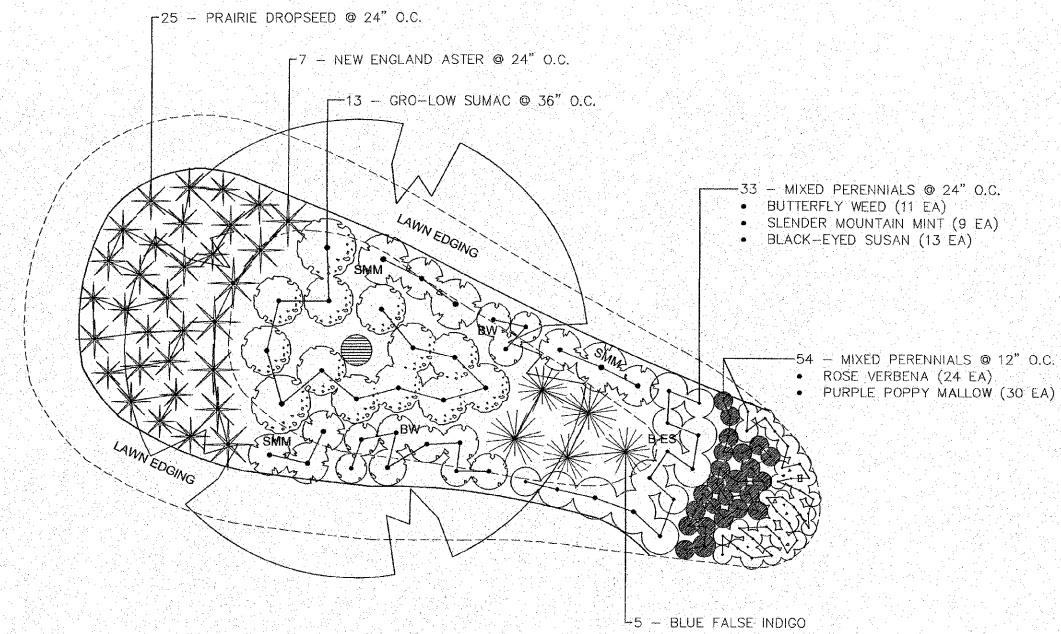 25 – PRAIRIE DROPSEED @ 24" O.C.
7 – NEW ENGLAND ASTER @ 24" O.C.
13 – GRO-LOW SUMAC @ 36" O.C.
33 – MIXED PERENNIALS @ 24" O.C.
• BUTTERFLY WEED (11 EA)
• SLENDER MOUNTAIN MINT (9 EA)
• BLACK-EYED SUSAN (13 EA)
LAWN EDGING
SMM
BW
SMM
54 – MIXED PERENNIALS @ 12" O.C.
• ROSE VERBENA (24 EA)
• PURPLE POPPY MALLOW (30 EA)
BW
SMM
B-ES
LAWN EDGING
5 – BLUE FALSE INDIGO